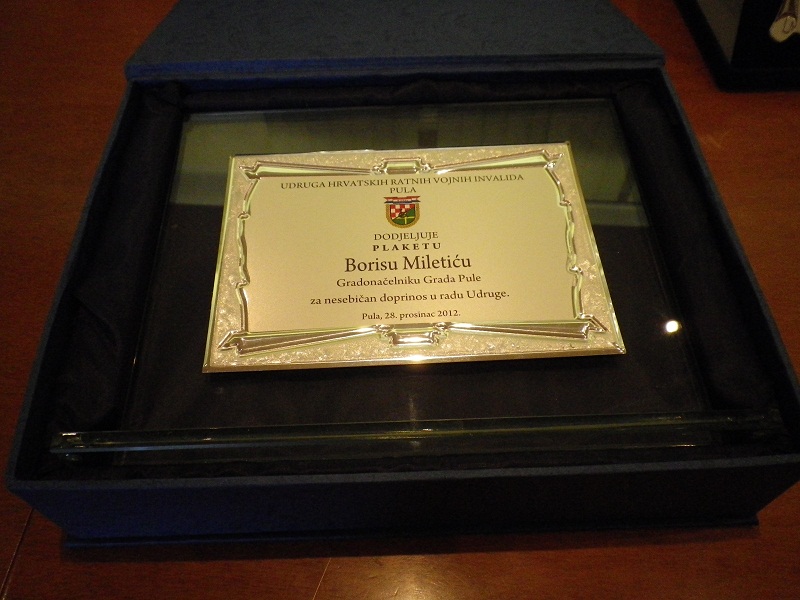 UDRUGA HRVATSKIH RATNIH VOJNIH INVALIDA
PULA
DODJELJUJE
PLAKETU
Borisu Miletiću
Gradonačelniku Grada Pule
za nesebičan doprinos u radu Udruge.
Pula, 28. prosinac 2012.